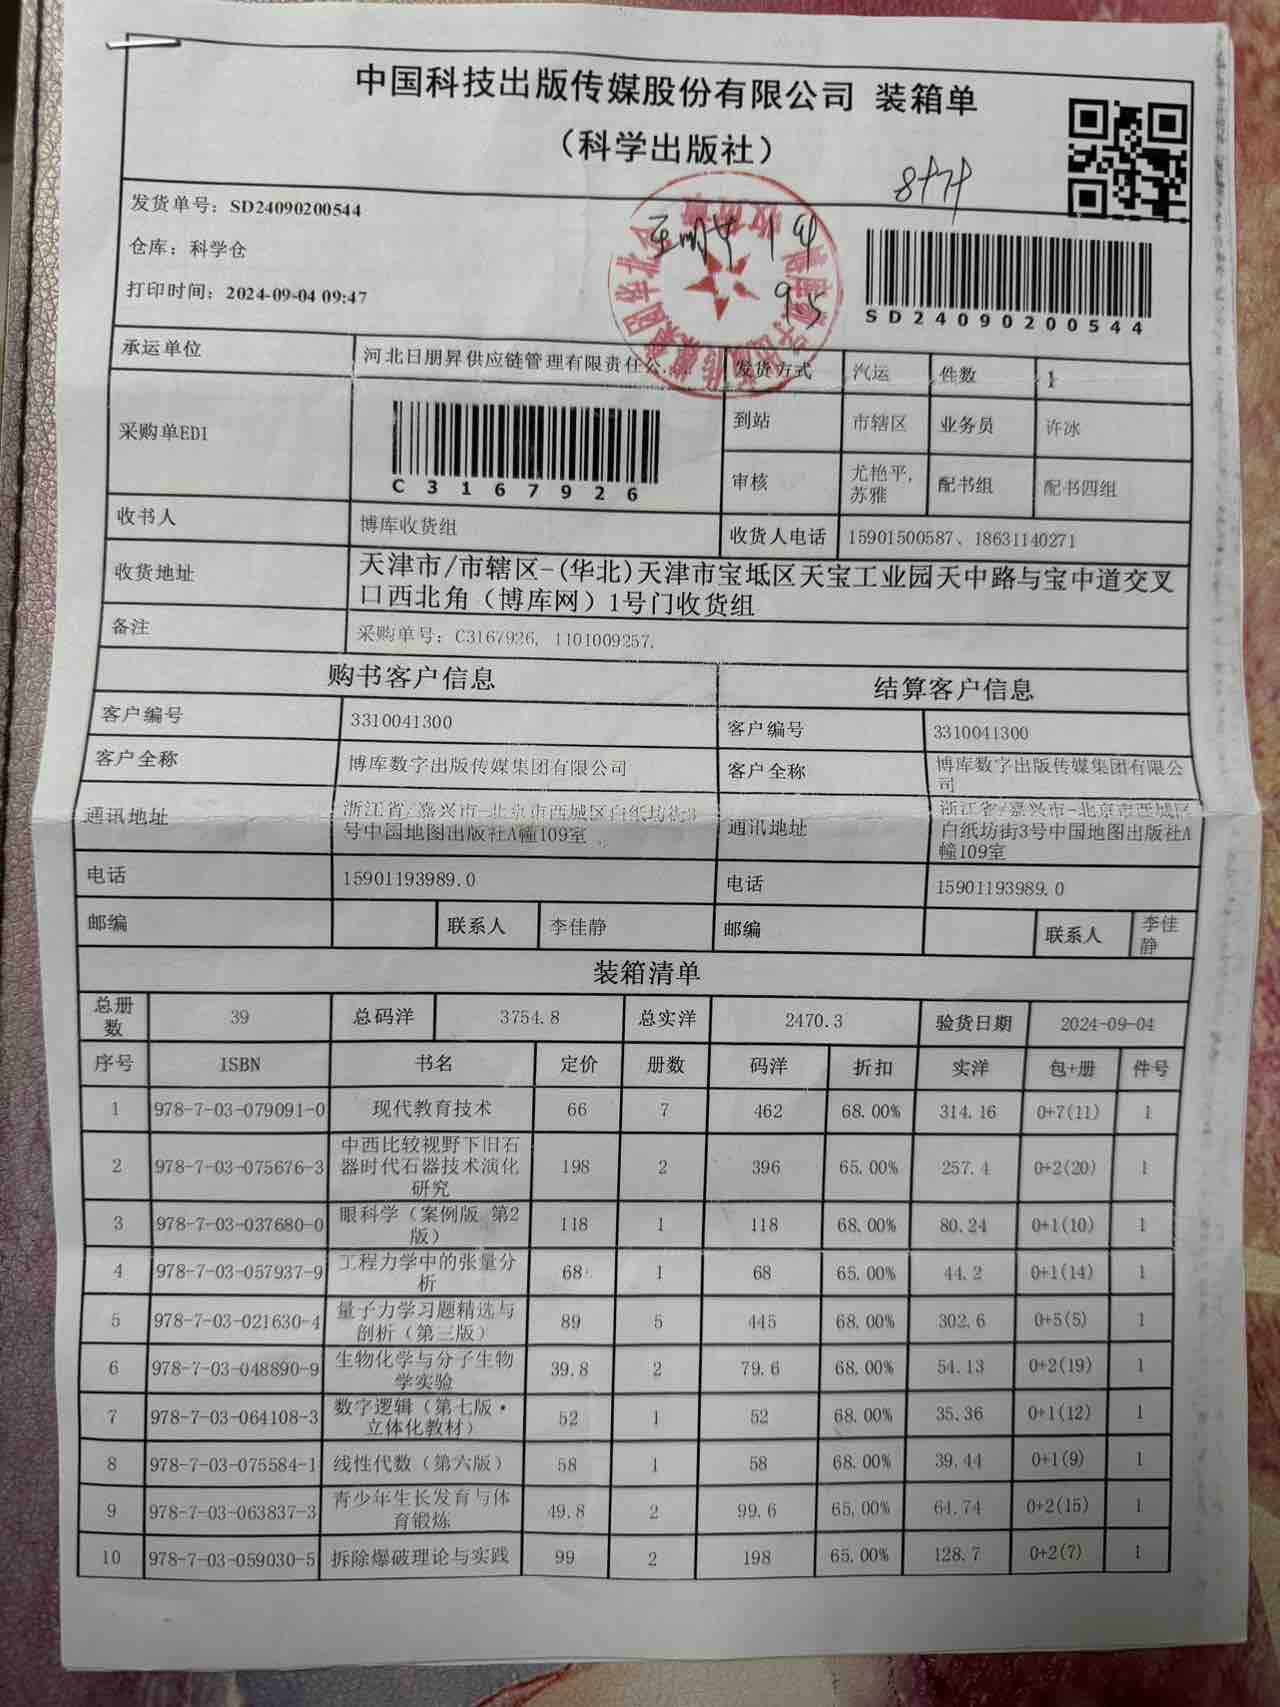 中国科技出版传媒股份有限公司 装箱单
（科学出版社）
发货单号：SD24090200544
仓库：科学仓
打印时间：2024-09-04 09:47
9.5
SD24090200544
承运单位 河北日朋昇供应链管理有限责任公 发货方式 汽运 件数 1
采购单EDI C3167926 到站 市辖区 业务员 许冰
审核 尤艳平, 苏雅 配书组 配书四组
收书人 博库收货组 收货人电话 15901500587、18631140271
收货地址 天津市/市辖区-(华北)天津市宝坻区天宝工业园天中路与宝中道交叉
口西北角（博库网）1号门收货组
备注 采购单号：C3167926, 1101009257,
购书客户信息 结算客户信息
客户编号 3310041300 客户编号 3310041300
客户全称 博库数字出版传媒集团有限公司 客户全称 博库数字出版传媒集团有限公司
通讯地址 浙江省/嘉兴市-北京市西城区白纸坊街3号中国地图出版社A幢109室 通讯地址 浙江省/嘉兴市-北京市西城区白纸坊街3号中国地图出版社A幢109室
电话 15901193989.0 电话 15901193989.0
邮编 联系人 李佳静 邮编 联系人 李佳静
装箱清单
总册数 39 总码洋 3754.8 总实洋 2470.3 验货日期 2024-09-04
序号 ISBN 书名 定价 册数 码洋 折扣 实洋 包+册 件号
1 978-7-03-079091-0 现代教育技术 66 7 462 68.00% 314.16 0+7(11) 1
2 978-7-03-075676-3 中西比较视野下旧石器时代石器技术演化研究 198 2 396 65.00% 257.4 0+2(20) 1
3 978-7-03-037680-0 眼科学（案例版 第2版） 118 1 118 68.00% 80.24 0+1(10) 1
4 978-7-03-057937-9 工程力学中的张量分析 68 1 68 65.00% 44.2 0+1(14) 1
5 978-7-03-021630-4 量子力学习题精选与剖析（第三版） 89 5 445 68.00% 302.6 0+5(5) 1
6 978-7-03-048890-9 生物化学与分子生物学实验 39.8 2 79.6 68.00% 54.13 0+2(19) 1
7 978-7-03-064108-3 数字逻辑（第七版·立体化教材） 52 1 52 68.00% 35.36 0+1(12) 1
8 978-7-03-075584-1 线性代数（第六版） 58 1 58 68.00% 39.44 0+1(9) 1
9 978-7-03-063837-3 青少年生长发育与体育锻炼 49.8 2 99.6 65.00% 64.74 0+2(15) 1
10 978-7-03-059030-5 拆除爆破理论与实践 99 2 198 65.00% 128.7 0+2(7) 1